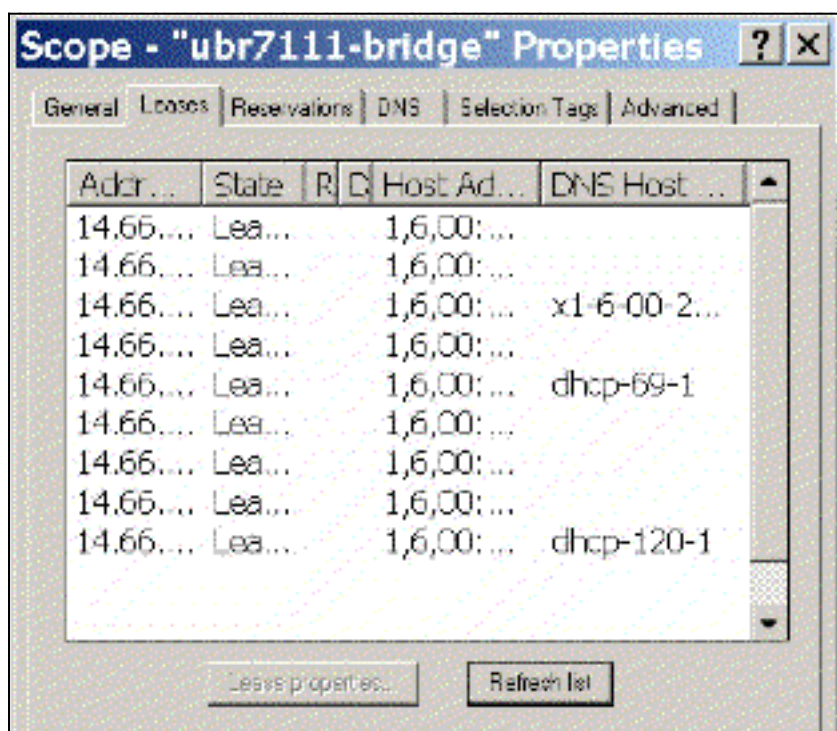 Scope - "ubr7111-bridge" Properties ? ×
General Leases Reservations DNS Selection Tags Advanced
Addr... State R D Host Ad... DNS Host ...
14.66.... Lea... 1,6,00:...
14.66.... Lea... 1,6,00:...
14.66.... Lea... 1,6,00:... x1-6-00-2...
14.66.... Lea... 1,6,00:...
14.66.... Lea... 1,6,00:... dhcp-69-1
14.66.... Lea... 1,6,00:...
14.66.... Lea... 1,6,00:...
14.66.... Lea... 1,6,00:...
14.66.... Lea... 1,6,00:... dhcp-120-1
Lease properties... Refresh list